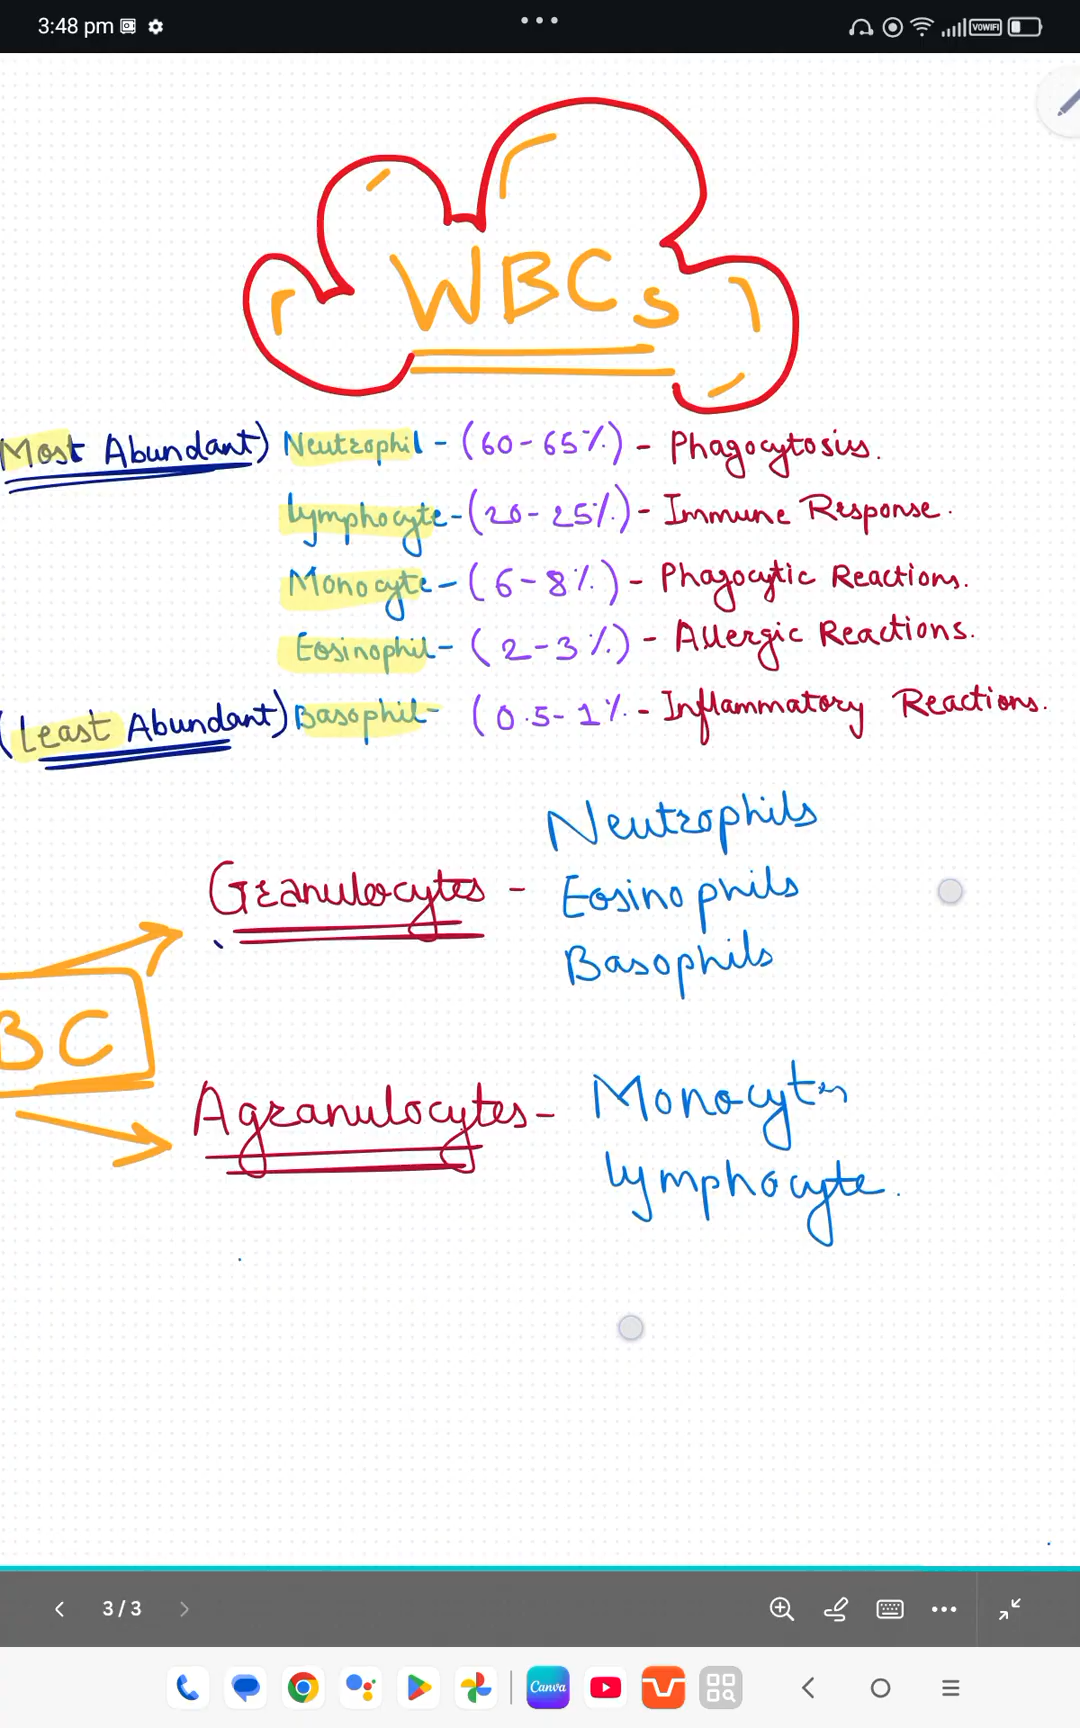 3:48 pm
VOWIFI
WBCs
(Most Abundant) Neutrophil - (60-65%) - Phagocytosis.
Lymphocyte - (20-25%) - Immune Response.
Monocyte - (6-8%) - Phagocytic Reactions.
Eosinophil - (2-3%) - Allergic Reactions.
(Least Abundant) Basophil - (0.5-1% - Inflammatory Reactions.
Neutrophils
Granulocytes - Eosinophils
Basophils
BC
Agranulocytes - Monocytes
Lymphocyte.
3/3
Canva